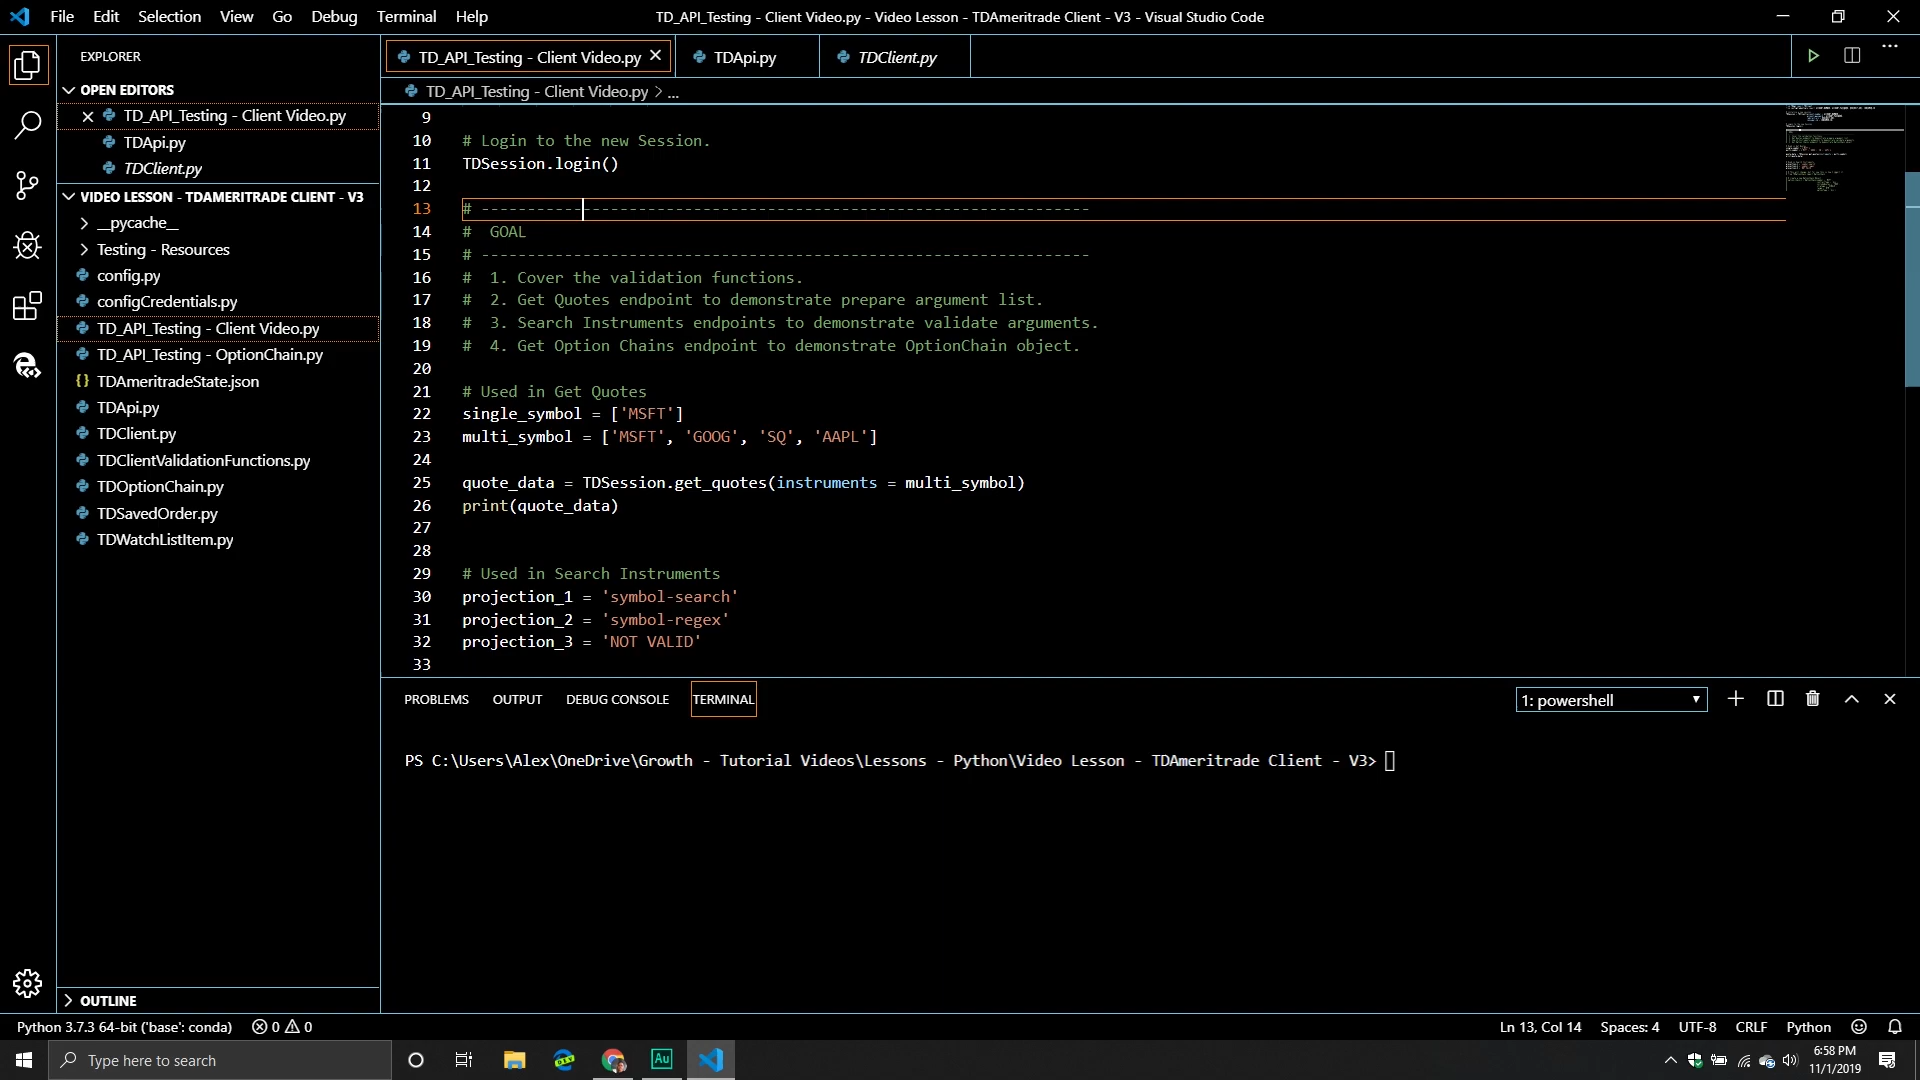 File Edit Selection View Go Debug Terminal Help
TD_API_Testing - Client Video.py - Video Lesson - TDAmeritrade Client - V3 - Visual Studio Code
EXPLORER
OPEN EDITORS
TD_API_Testing - Client Video.py
TDApi.py
TDClient.py
VIDEO LESSON - TDAMERITRADE CLIENT - V3
__pycache__
Testing - Resources
config.py
configCredentials.py
TD_API_Testing - Client Video.py
TD_API_Testing - OptionChain.py
{} TDAmeritradeState.json
TDApi.py
TDClient.py
TDClientValidationFunctions.py
TDOptionChain.py
TDSavedOrder.py
TDWatchListItem.py
OUTLINE
TD_API_Testing - Client Video.py TDApi.py TDClient.py
TD_API_Testing - Client Video.py > ...
9
10 # Login to the new Session.
11 TDSession.login()
12
13 # ------------------------------------------------------------------
14 #  GOAL
15 # ------------------------------------------------------------------
16 #  1. Cover the validation functions.
17 #  2. Get Quotes endpoint to demonstrate prepare argument list.
18 #  3. Search Instruments endpoints to demonstrate validate arguments.
19 #  4. Get Option Chains endpoint to demonstrate OptionChain object.
20
21 # Used in Get Quotes
22 single_symbol = ['MSFT']
23 multi_symbol = ['MSFT', 'GOOG', 'SQ', 'AAPL']
24
25 quote_data = TDSession.get_quotes(instruments = multi_symbol)
26 print(quote_data)
27
28
29 # Used in Search Instruments
30 projection_1 = 'symbol-search'
31 projection_2 = 'symbol-regex'
32 projection_3 = 'NOT VALID'
33
PROBLEMS OUTPUT DEBUG CONSOLE TERMINAL
1: powershell
PS C:\Users\Alex\OneDrive\Growth - Tutorial Videos\Lessons - Python\Video Lesson - TDAmeritrade Client - V3>
Python 3.7.3 64-bit ('base': conda) 0 0
Ln 13, Col 14 Spaces: 4 UTF-8 CRLF Python
Type here to search
Au
6:58 PM
11/1/2019